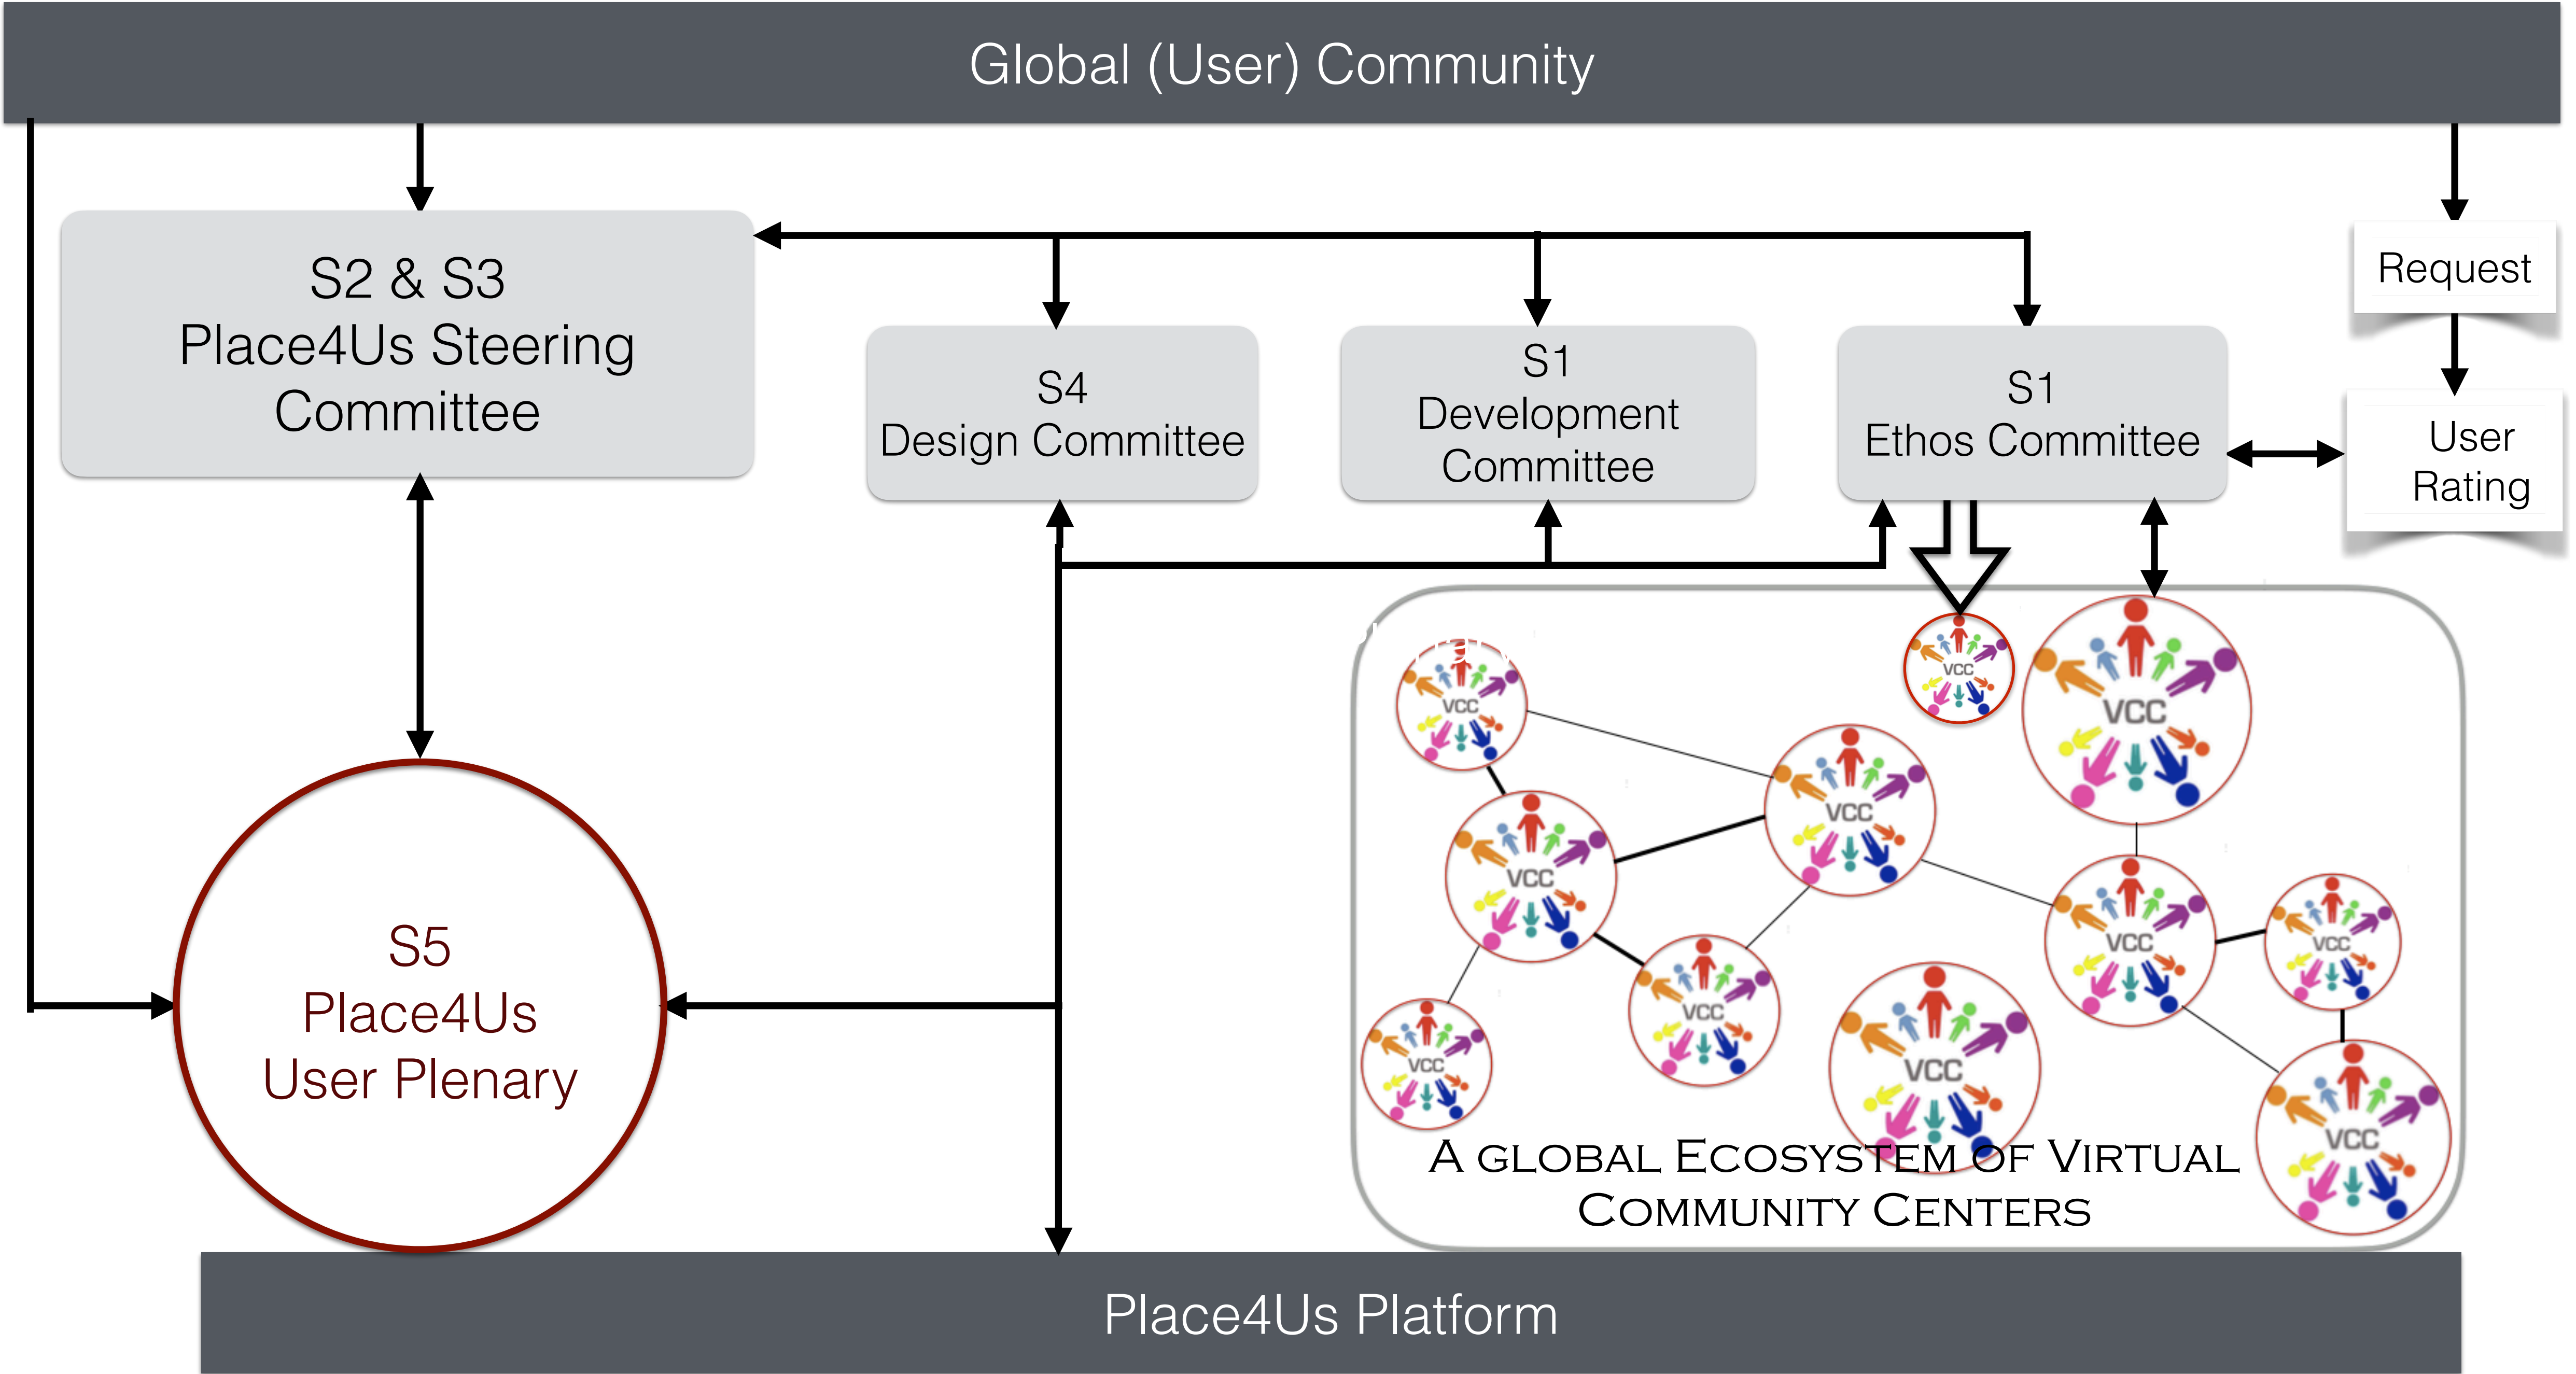 Global (User) Community
S2 & S3
Place4Us Steering
Committee
S4
Design Committee
S1
Development
Committee
S1
Ethos Committee
Request
User
Rating
S5
Place4Us
User Plenary
VCC
VCC
VCC
VCC
VCC
VCC
VCC
VCC
VCC
VCC
VCC
A GLOBAL ECOSYSTEM OF VIRTUAL
COMMUNITY CENTERS
Place4Us Platform